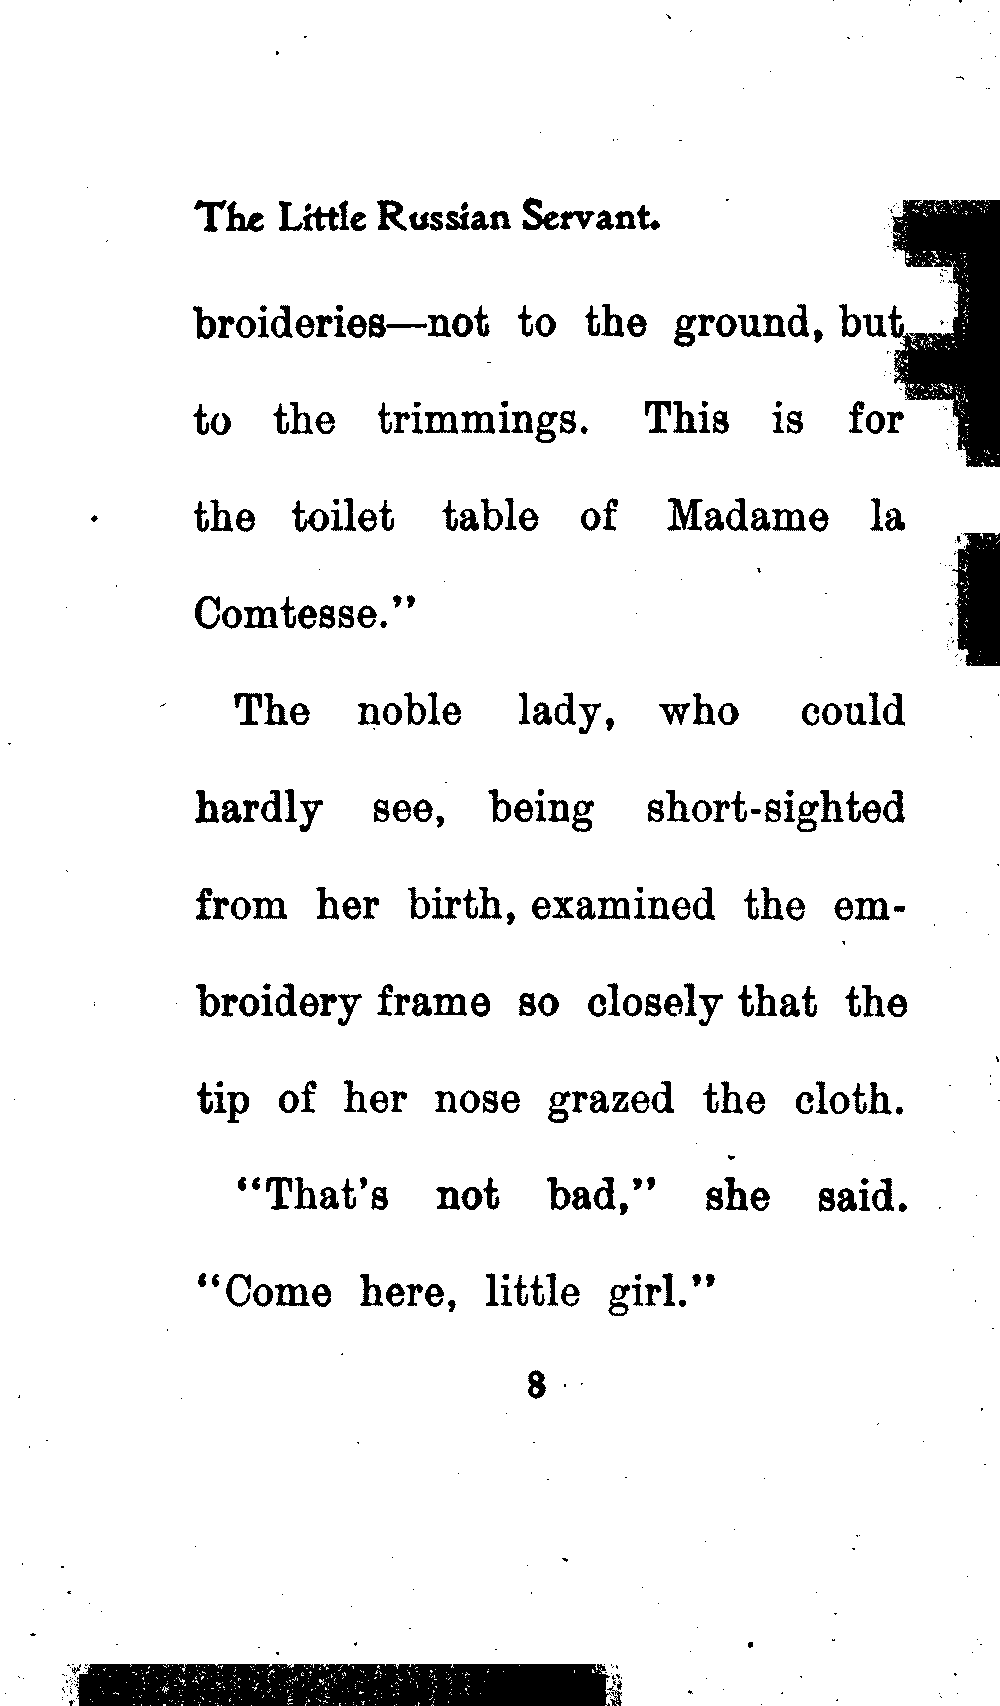 The Little Russian Servant.
broideries—not to the ground, but
to the trimmings. This is for
the toilet table of Madame la
Comtesse."
The noble lady, who could
hardly see, being short-sighted
from her birth, examined the em-
broidery frame so closely that the
tip of her nose grazed the cloth.
"That's not bad," she said.
"Come here, little girl."
8